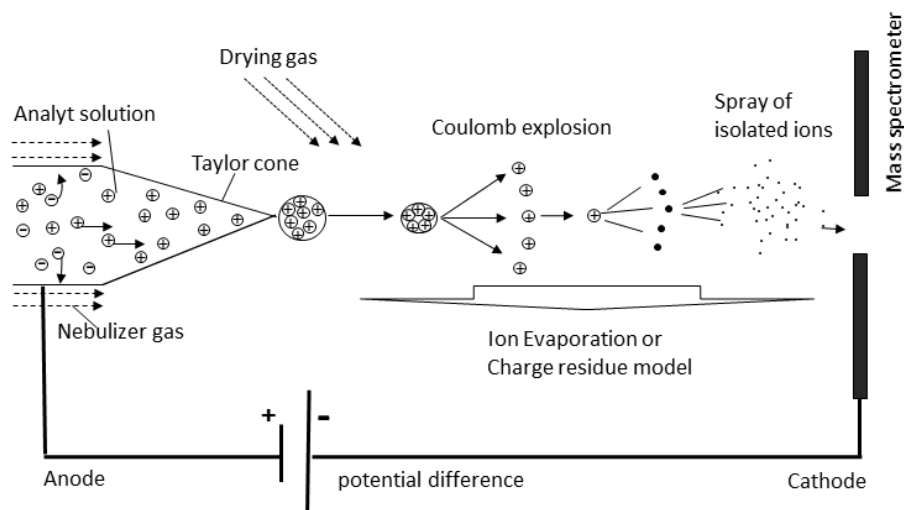 Drying gas
Analyt solution
Taylor cone
Coulomb explosion
Spray of
isolated ions
Mass spectrometer
Nebulizer gas
Ion Evaporation or
Charge residue model
+ -
Anode
potential difference
Cathode